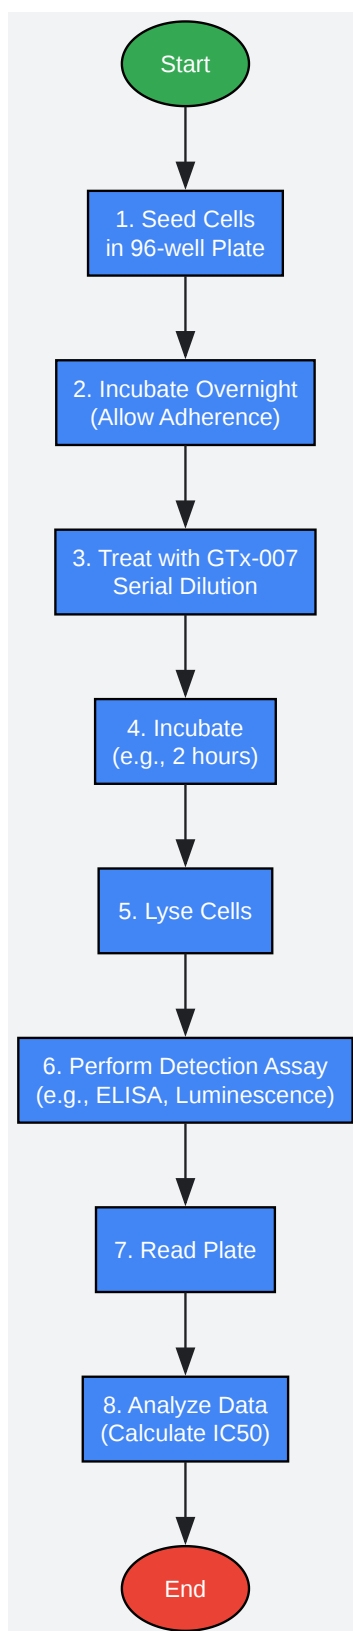 Start
1. Seed Cells
in 96-well Plate
2. Incubate Overnight
(Allow Adherence)
3. Treat with GTx-007
Serial Dilution
4. Incubate
(e.g., 2 hours)
5. Lyse Cells
6. Perform Detection Assay
(e.g., ELISA, Luminescence)
7. Read Plate
8. Analyze Data
(Calculate IC50)
End